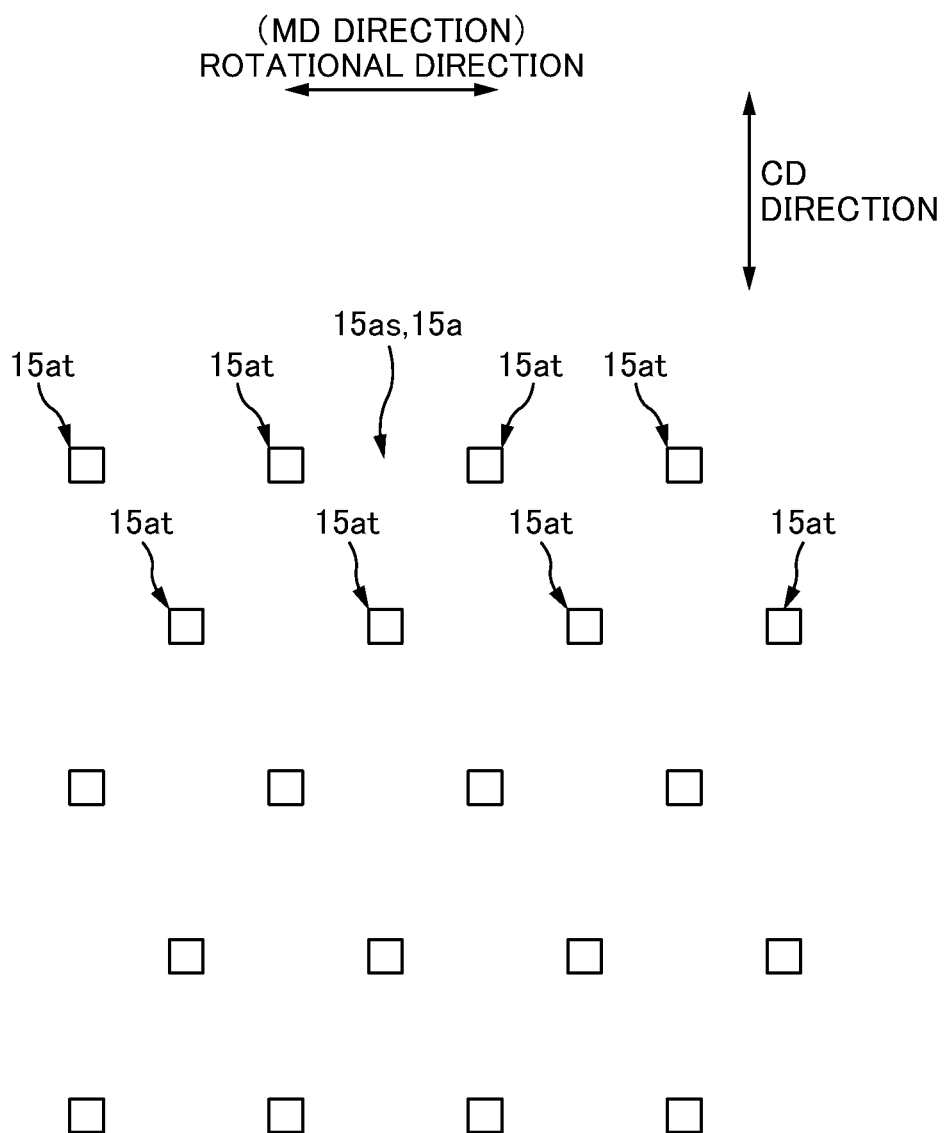 (MD DIRECTION)
ROTATIONAL DIRECTION
CD
DIRECTION
15as,15a
15at
15at
15at
15at
15at
15at
15at
15at